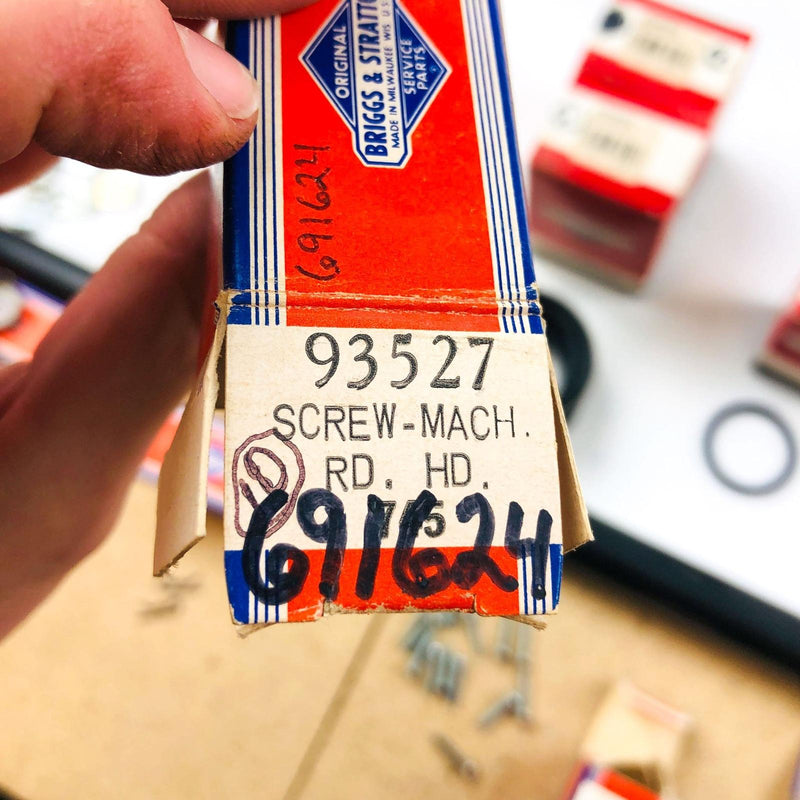 ORIGINAL
BRIGGS & STRATTON
MADE IN MILWAUKEE WIS U.S.
SERVICE
PARTS
691624
93527
SCREW-MACH.
RD. HD.
D
691624